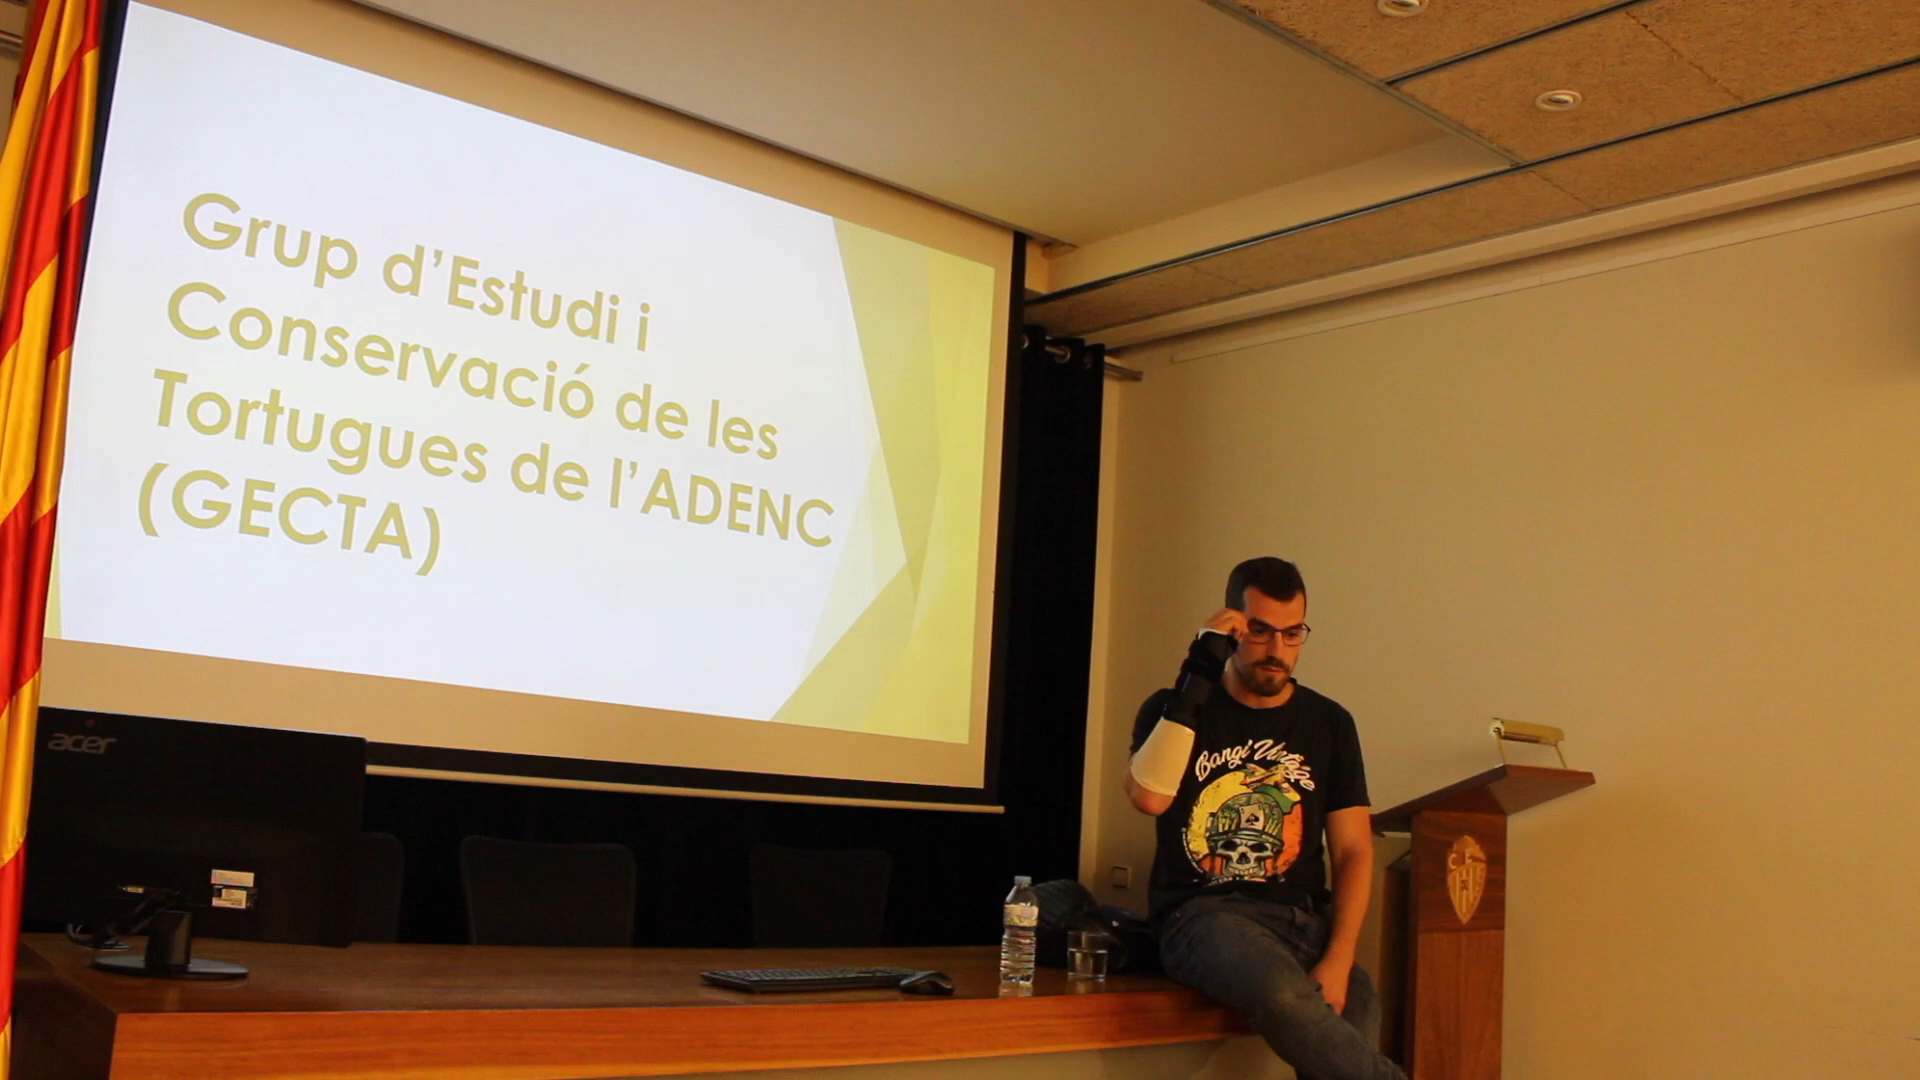 Grup d'Estudi i
Conservació de les
Tortugues de l'ADENC
(GECTA)
acer
Bangi Vintage
C E